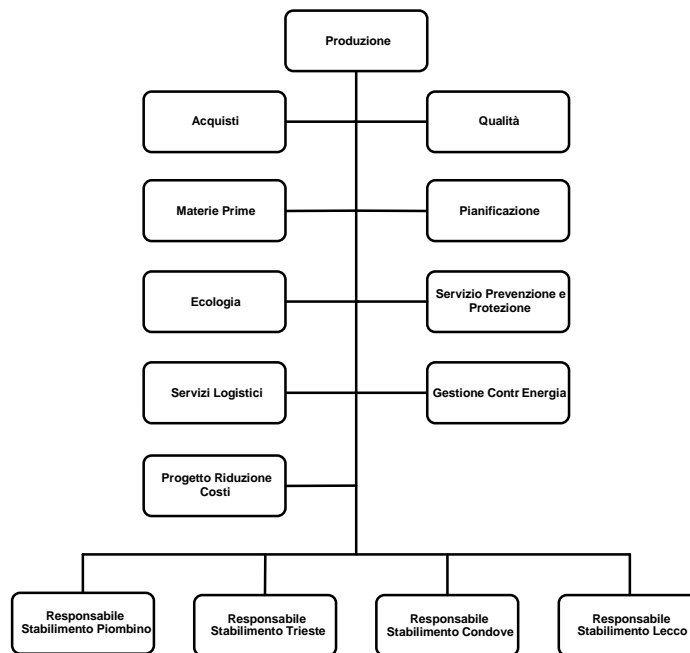 Produzione
Acquisti
Qualità
Materie Prime
Pianificazione
Ecologia
Servizio Prevenzione e
Protezione
Servizi Logistici
Gestione Contr Energia
Progetto Riduzione
Costi
Responsabile
Stabilimento Piombino
Responsabile
Stabilimento Trieste
Responsabile
Stabilimento Condove
Responsabile
Stabilimento Lecco